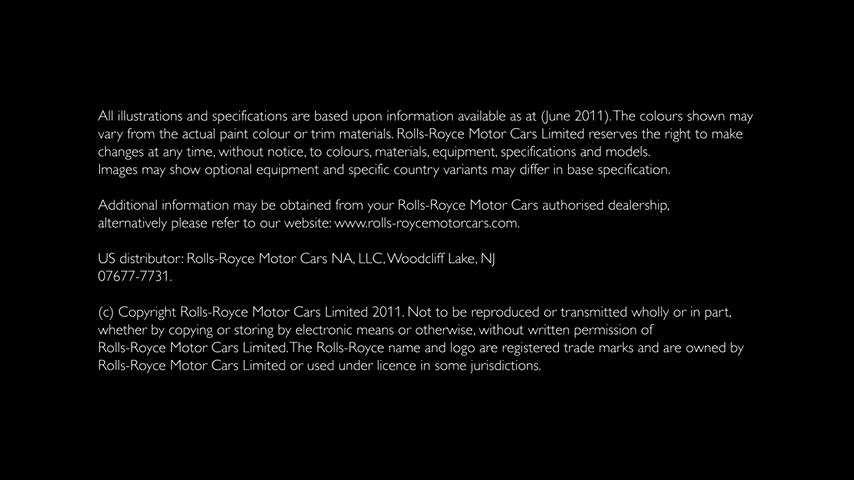 All illustrations and specifications are based upon information available as at (June 2011). The colours shown may
vary from the actual paint colour or trim materials. Rolls-Royce Motor Cars Limited reserves the right to make
changes at any time, without notice, to colours, materials, equipment, specifications and models.
Images may show optional equipment and specific country variants may differ in base specification.
Additional information may be obtained from your Rolls-Royce Motor Cars authorised dealership,
alternatively please refer to our website: www.rolls-roycemotorcars.com.
US distributor: Rolls-Royce Motor Cars NA, LLC, Woodcliff Lake, NJ
07677-7731.
(c) Copyright Rolls-Royce Motor Cars Limited 2011. Not to be reproduced or transmitted wholly or in part,
whether by copying or storing by electronic means or otherwise, without written permission of
Rolls-Royce Motor Cars Limited. The Rolls-Royce name and logo are registered trade marks and are owned by
Rolls-Royce Motor Cars Limited or used under licence in some jurisdictions.